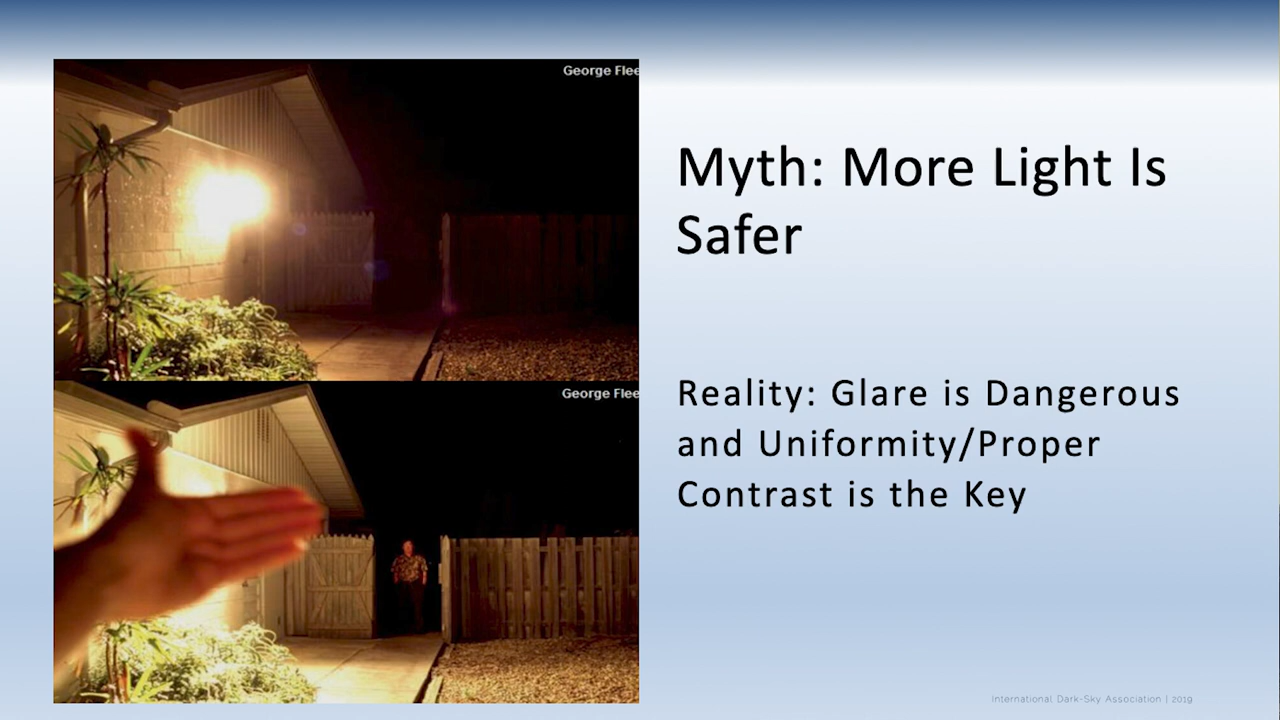 George Flee
Myth: More Light Is
Safer
George Flee
Reality: Glare is Dangerous
and Uniformity/Proper
Contrast is the Key
International Dark-Sky Association | 2019